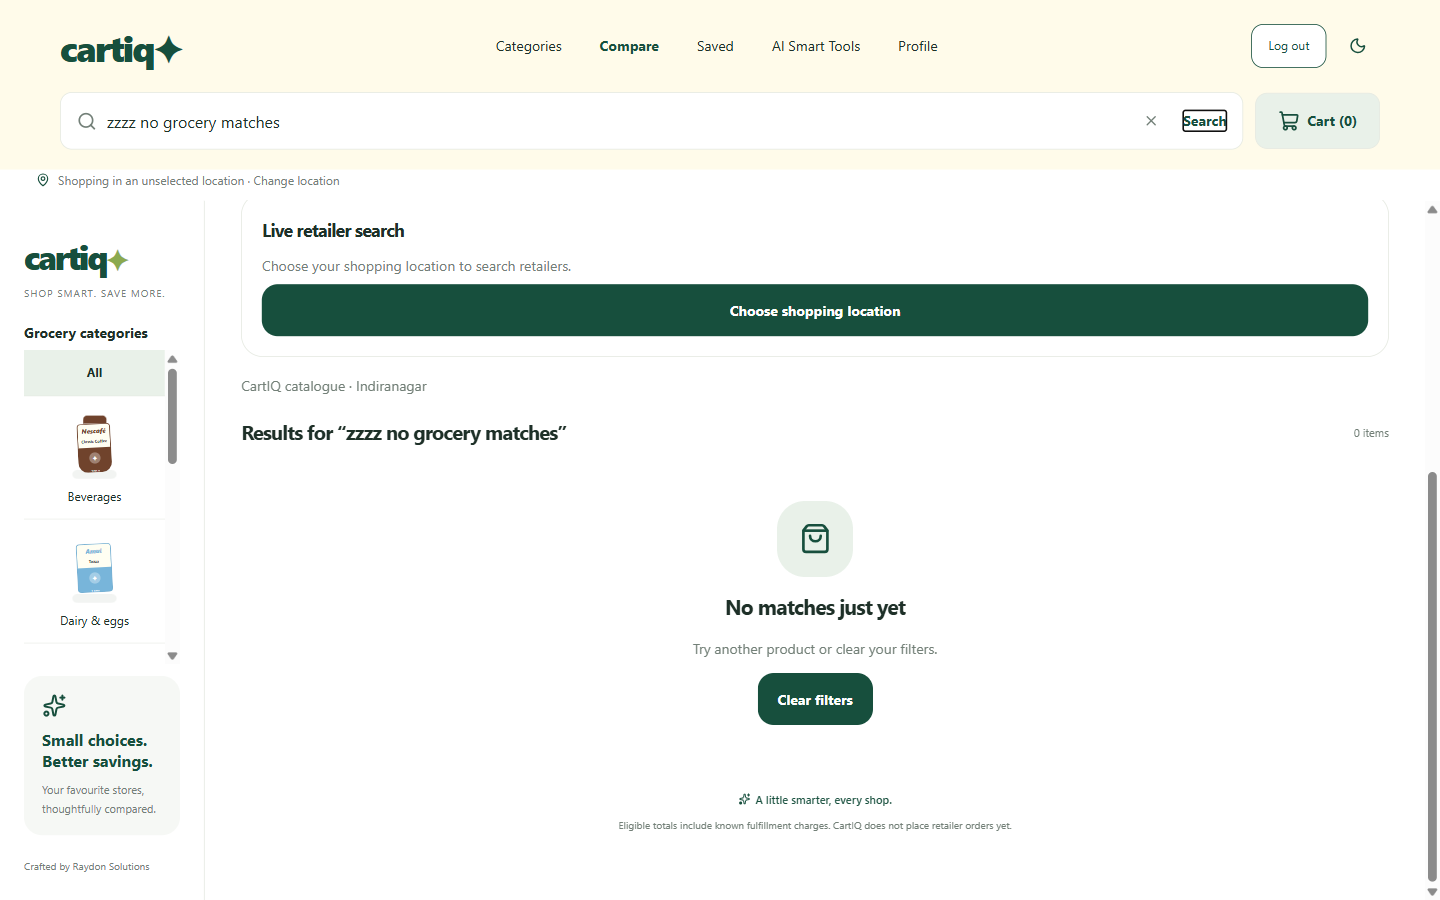 cartiq
Categories
Compare
Saved
AI Smart Tools
Profile
Log out
zzzz no grocery matches
Search
Cart (0)
Shopping in an unselected location · Change location
cartiq
SHOP SMART. SAVE MORE.
Grocery categories
All
Nescafé
Beverages
Dairy & eggs
Small choices.
Better savings.
Your favourite stores,
thoughtfully compared.
Crafted by Raydon Solutions
Live retailer search
Choose your shopping location to search retailers.
Choose shopping location
CartIQ catalogue · Indiranagar
Results for “zzzz no grocery matches”
0 items
No matches just yet
Try another product or clear your filters.
Clear filters
A little smarter, every shop.
Eligible totals include known fulfillment charges. CartIQ does not place retailer orders yet.